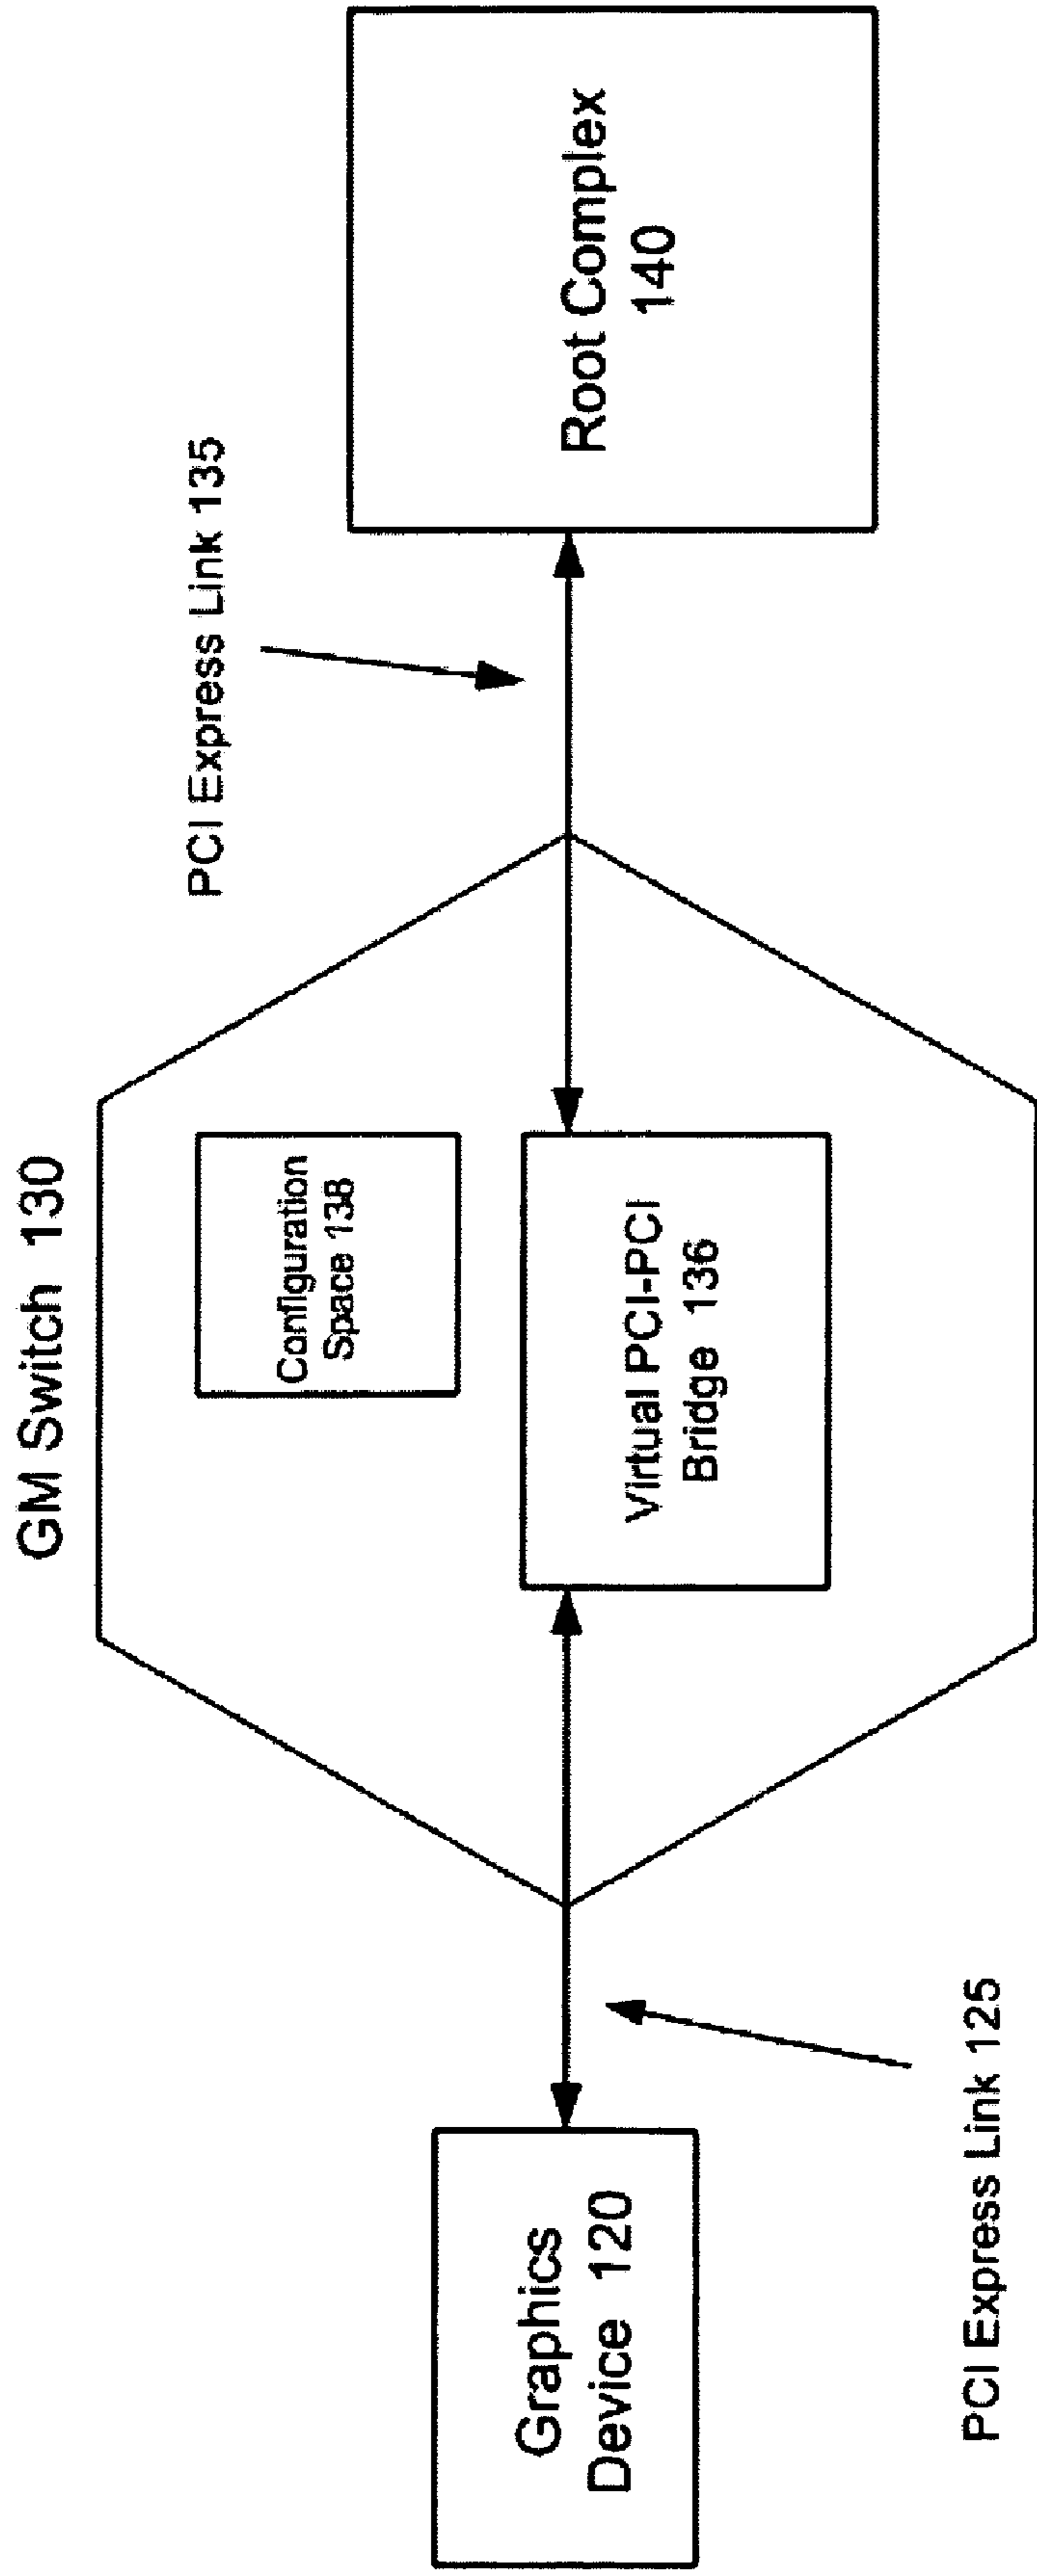 GM Switch 130
PCI Express Link 135
Configuration
Space 138
Graphics
Device 120
Virtual PCI-PCI
Bridge 136
Root Complex
140
PCI Express Link 125